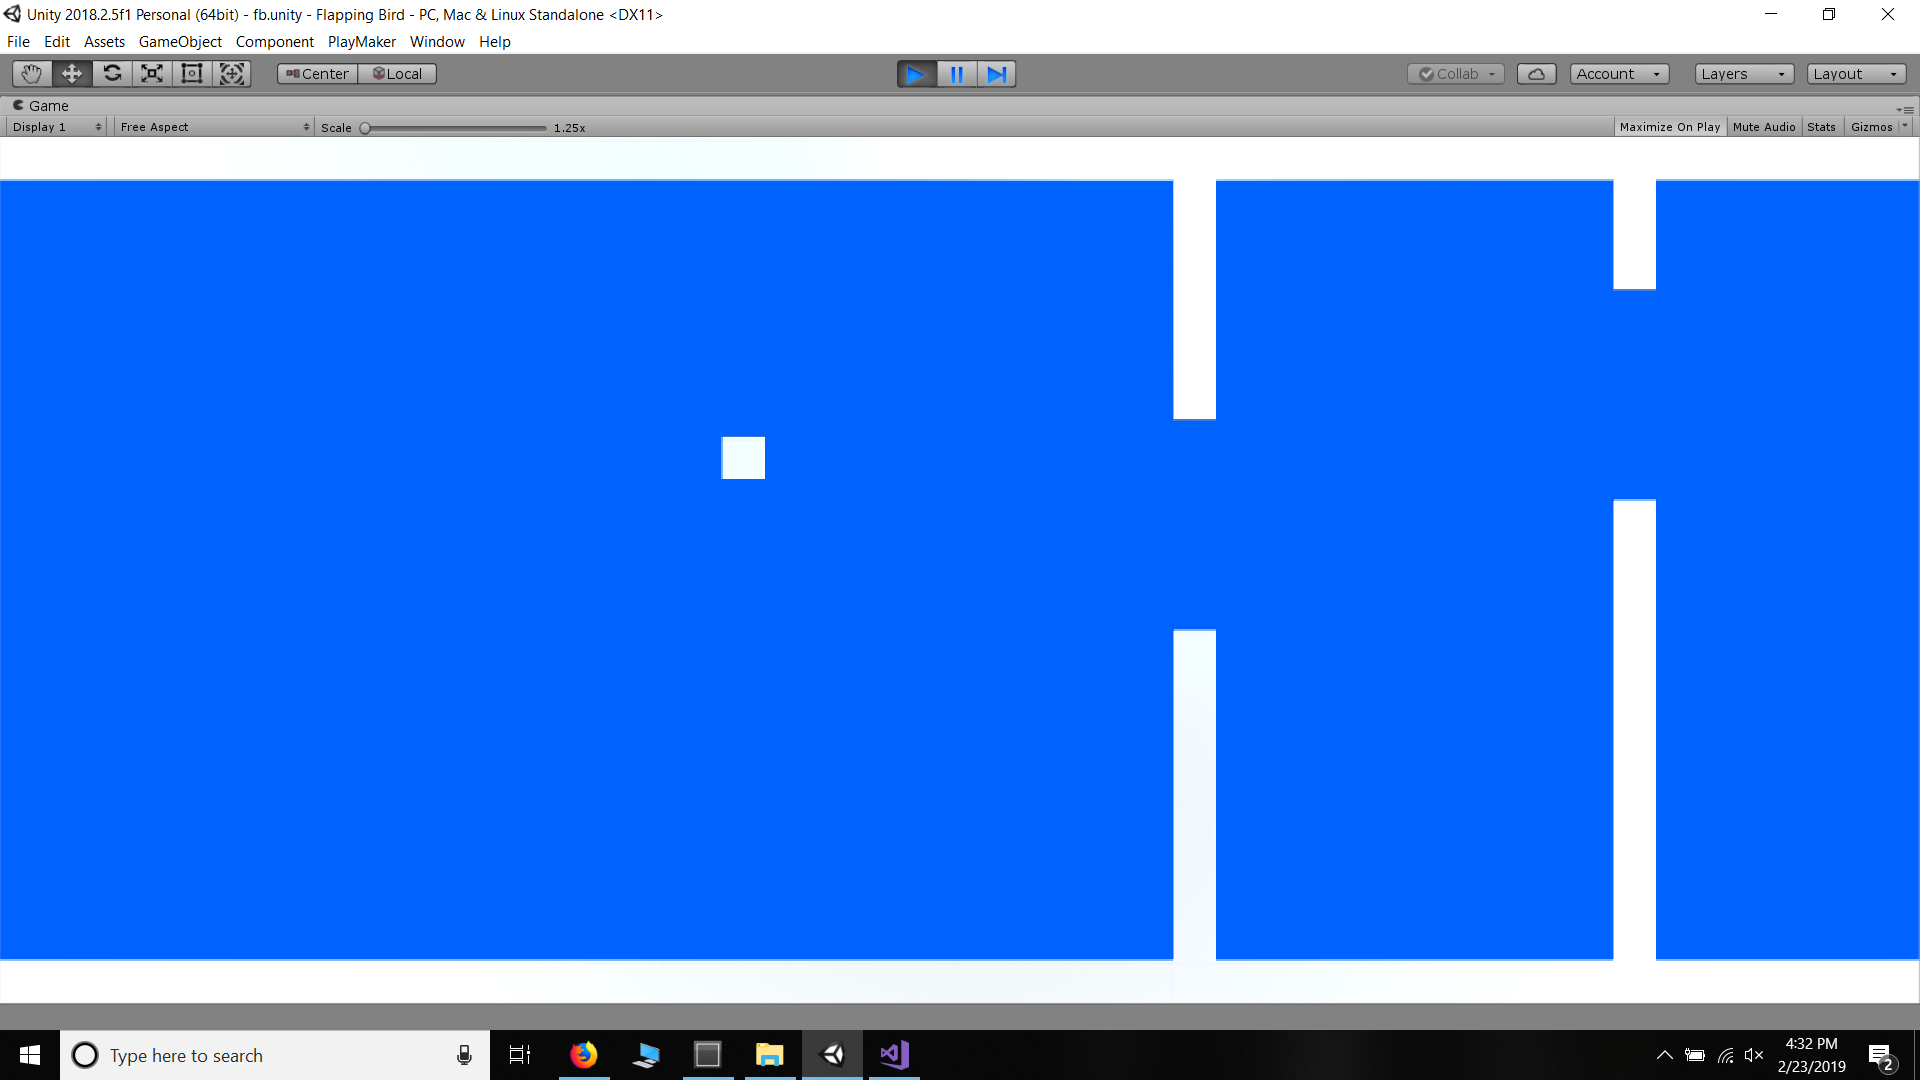 Unity 2018.2.5f1 Personal (64bit) - fb.unity - Flapping Bird - PC, Mac & Linux Standalone <DX11>
File Edit Assets GameObject Component PlayMaker Window Help
Center Local Collab Account Layers Layout
Game
Display 1 Free Aspect Scale 1.25x Maximize On Play Mute Audio Stats Gizmos
Type here to search
4:32 PM
2/23/2019
2